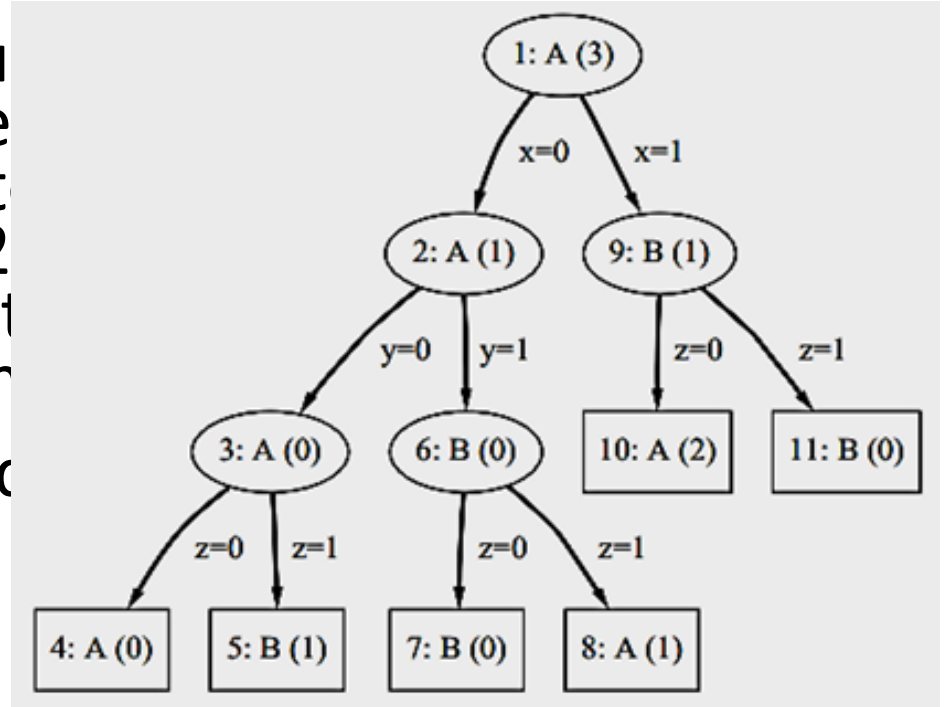 1: A (3)
x=0 x=1
2: A (1) 9: B (1)
y=0 y=1 z=0 z=1
3: A (0) 6: B (0) 10: A (2) 11: B (0)
z=0 z=1 z=0 z=1
4: A (0) 5: B (1) 7: B (0) 8: A (1)